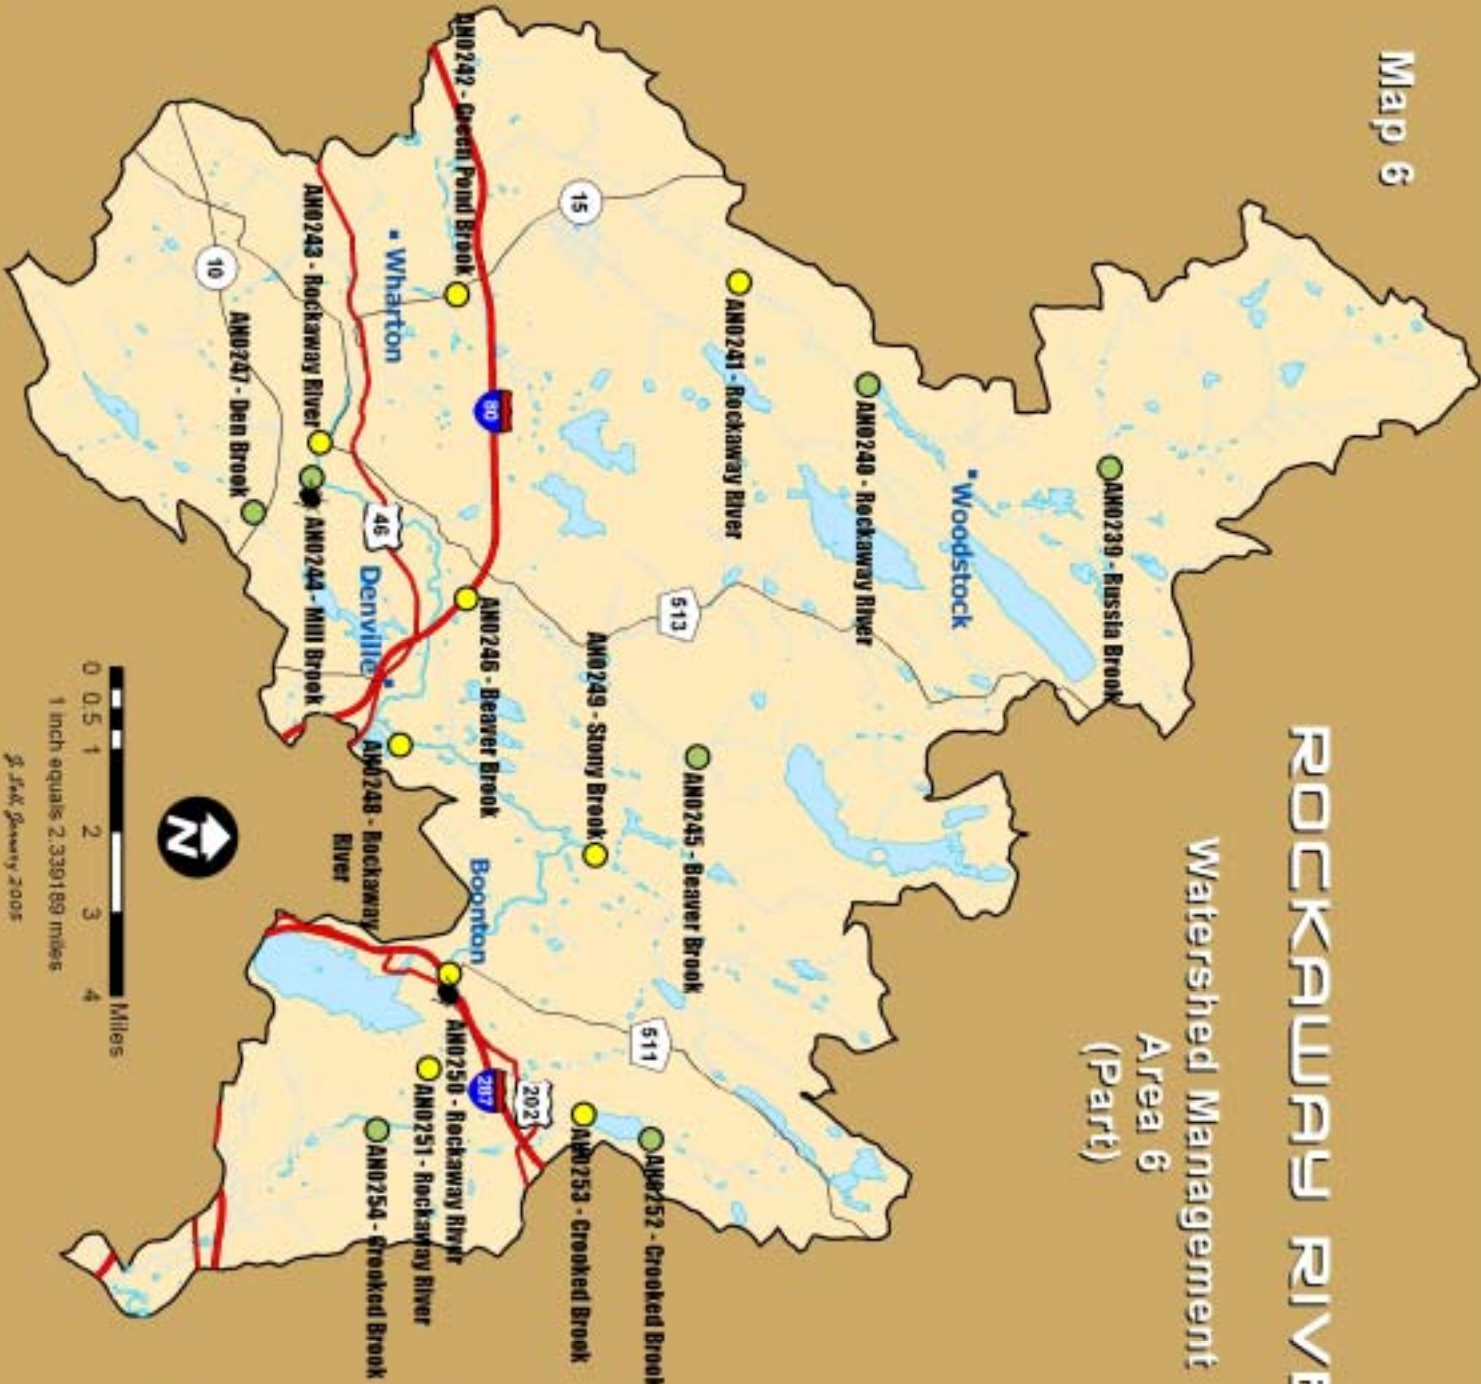 Map 6
ROCKAWAY RIVE
Watershed Management
Area 6
(Part)
AN0239 - Russia Brook
Woodstock
AN0240 - Rockaway River
AN0241 - Rockaway River
15
513
AN0245 - Beaver Brook
AN0252 - Crooked Brook
511
AN0249 - Stony Brook
AN0253 - Crooked Brook
202
80
287
AN0242 - Green Pond Brook
AN0246 - Beaver Brook
Boonton
AN0250 - Rockaway River
AN0251 - Rockaway River
Wharton
46
Denville
AN0248 - Rockaway
River
AN0254 - Crooked Brook
AN0243 - Rockaway River
AN0244 - Mill Brook
10
AN0247 - Den Brook
N
0 0.5 1 2 3 4
Miles
1 inch equals 2.339189 miles
January 2005